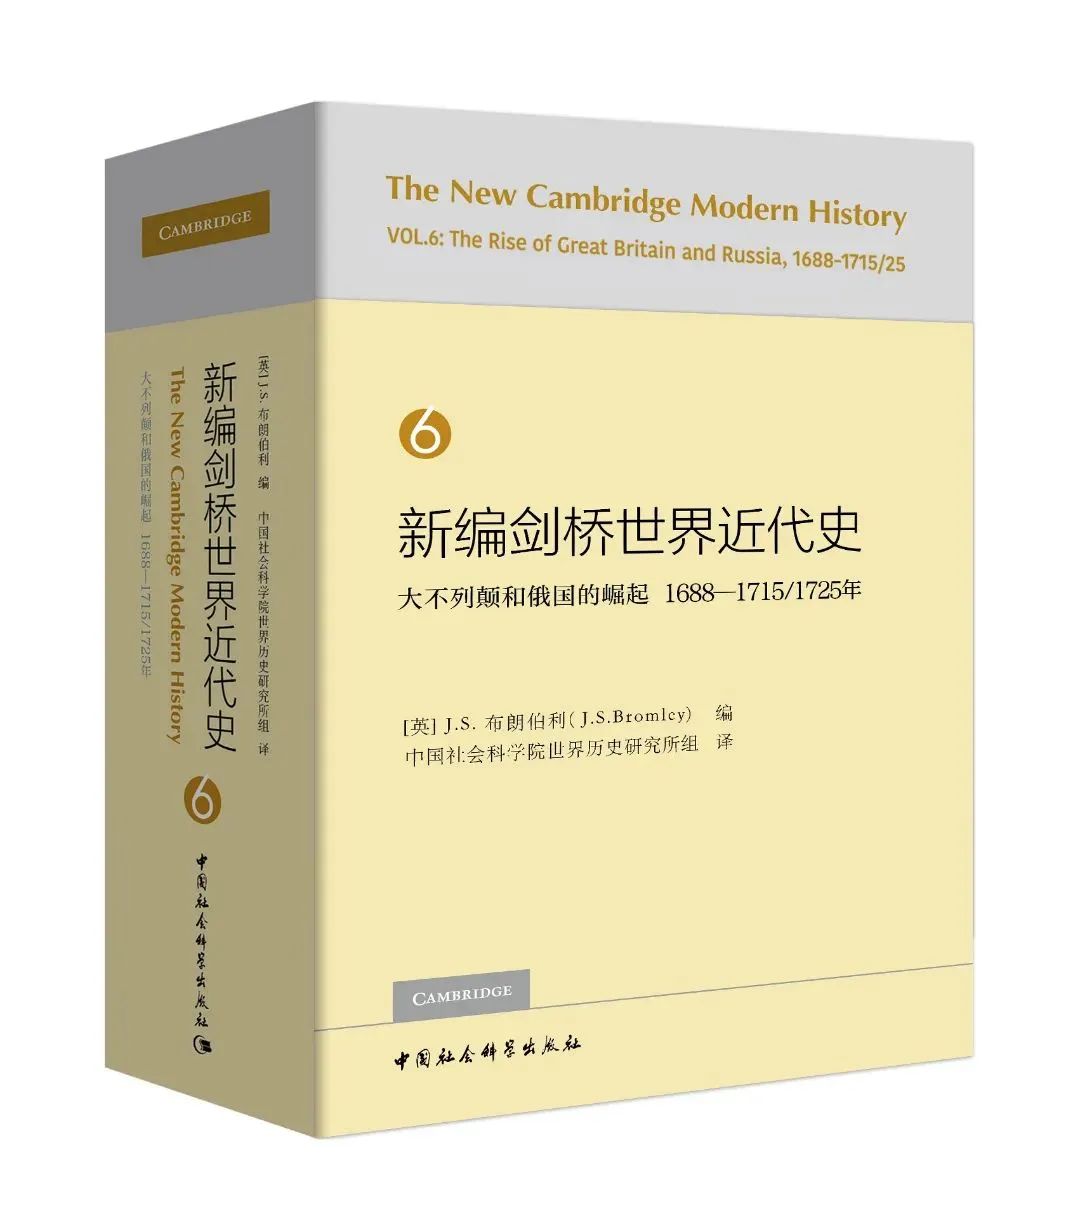 CAMBRIDGE
[英] J.S. 布朗伯利 编 中国社会科学院世界历史研究所组 译
新编剑桥世界近代史
The New Cambridge Modern History
大不列颠和俄国的崛起 1688—1715/1725年
6
中国社会科学出版社
The New Cambridge Modern History
VOL.6: The Rise of Great Britain and Russia, 1688-1715/25
6
新编剑桥世界近代史
大不列颠和俄国的崛起 1688—1715/1725年
[英] J.S. 布朗伯利(J.S.Bromley) 编
中国社会科学院世界历史研究所组 译
CAMBRIDGE
中国社会科学出版社